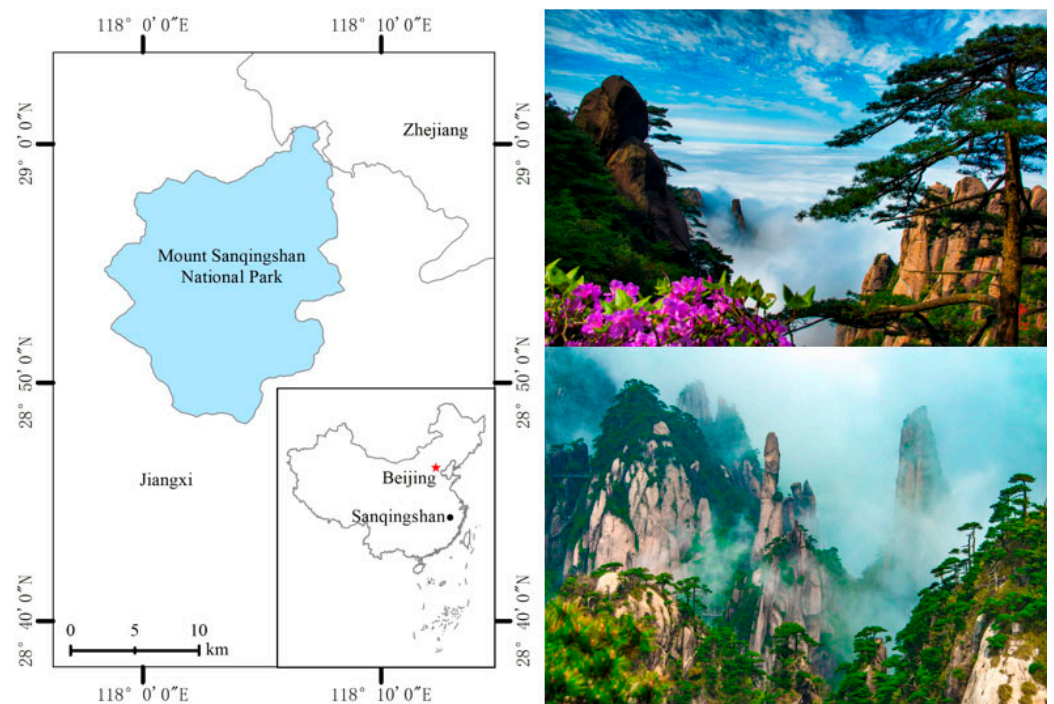 118° 0′0″E
118° 10′0″E
29° 0′0″N
29° 0′0″N
Zhejiang
Mount Sanqingshan
National Park
28° 50′0″N
28° 50′0″N
Jiangxi
Beijing
Sanqingshan
28° 40′0″N
28° 40′0″N
0 5 10
km
118° 0′0″E
118° 10′0″E